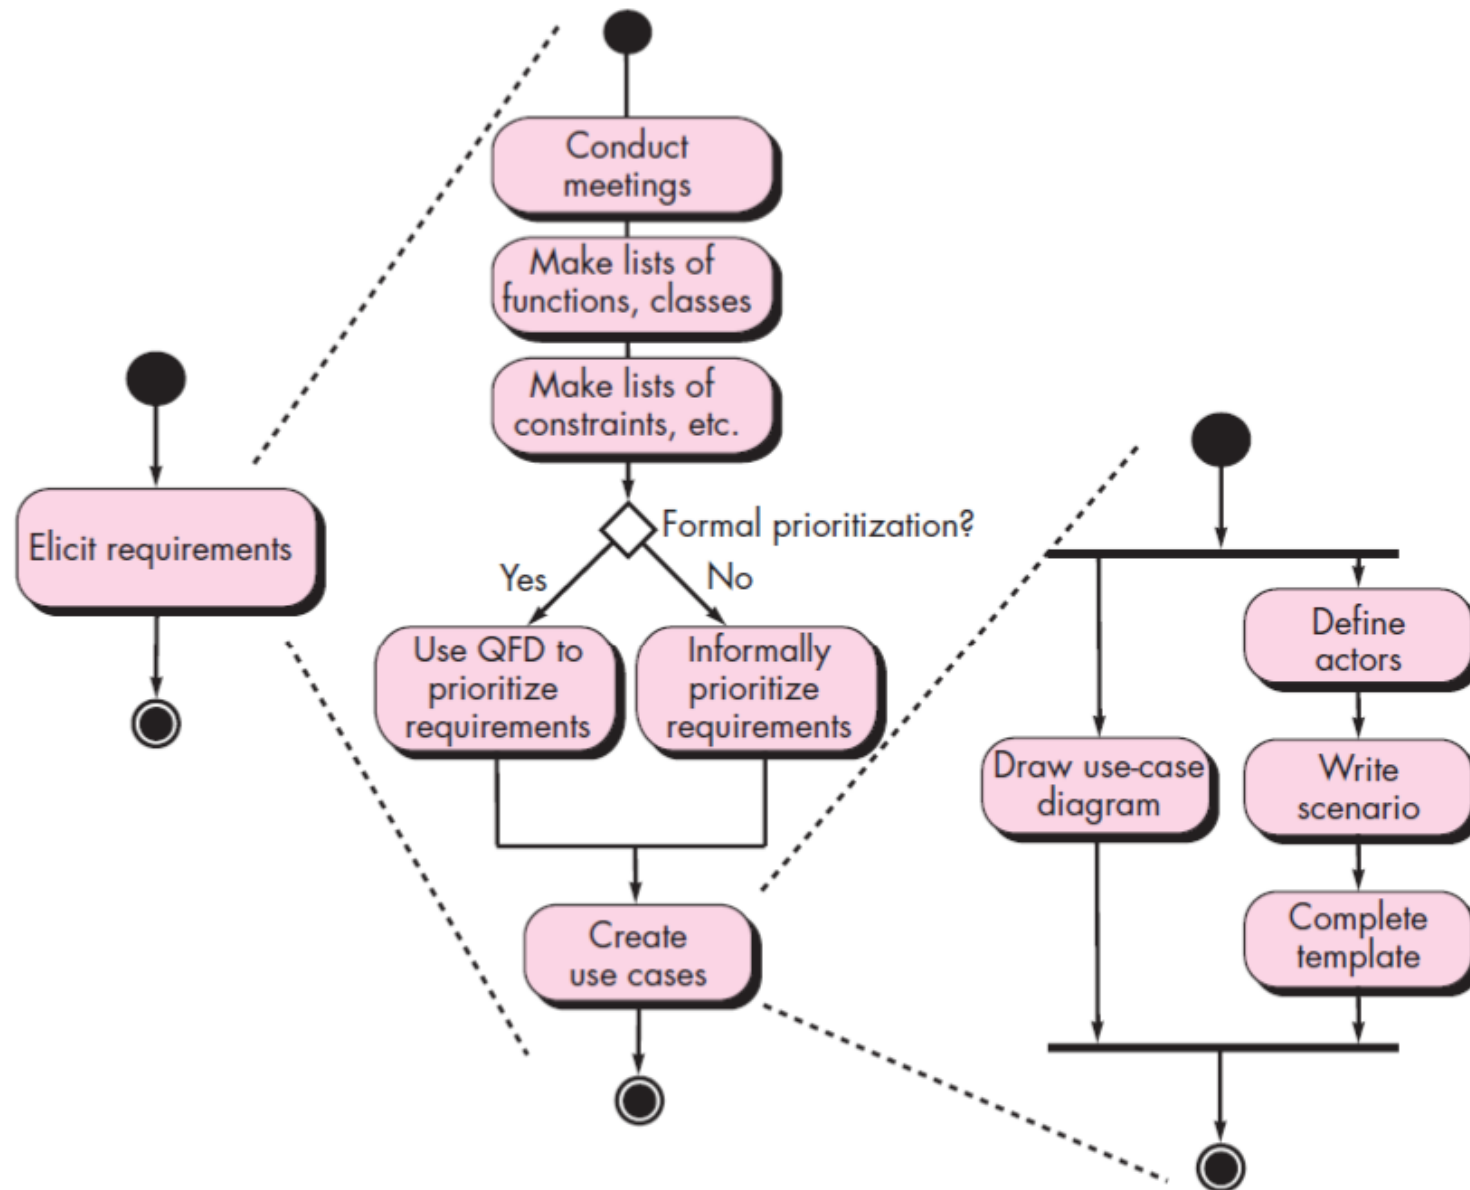 Elicit requirements
Conduct
meetings
Make lists of
functions, classes
Make lists of
constraints, etc.
Formal prioritization?
Yes
No
Use QFD to
prioritize
requirements
Informally
prioritize
requirements
Create
use cases
Draw use-case
diagram
Define
actors
Write
scenario
Complete
template